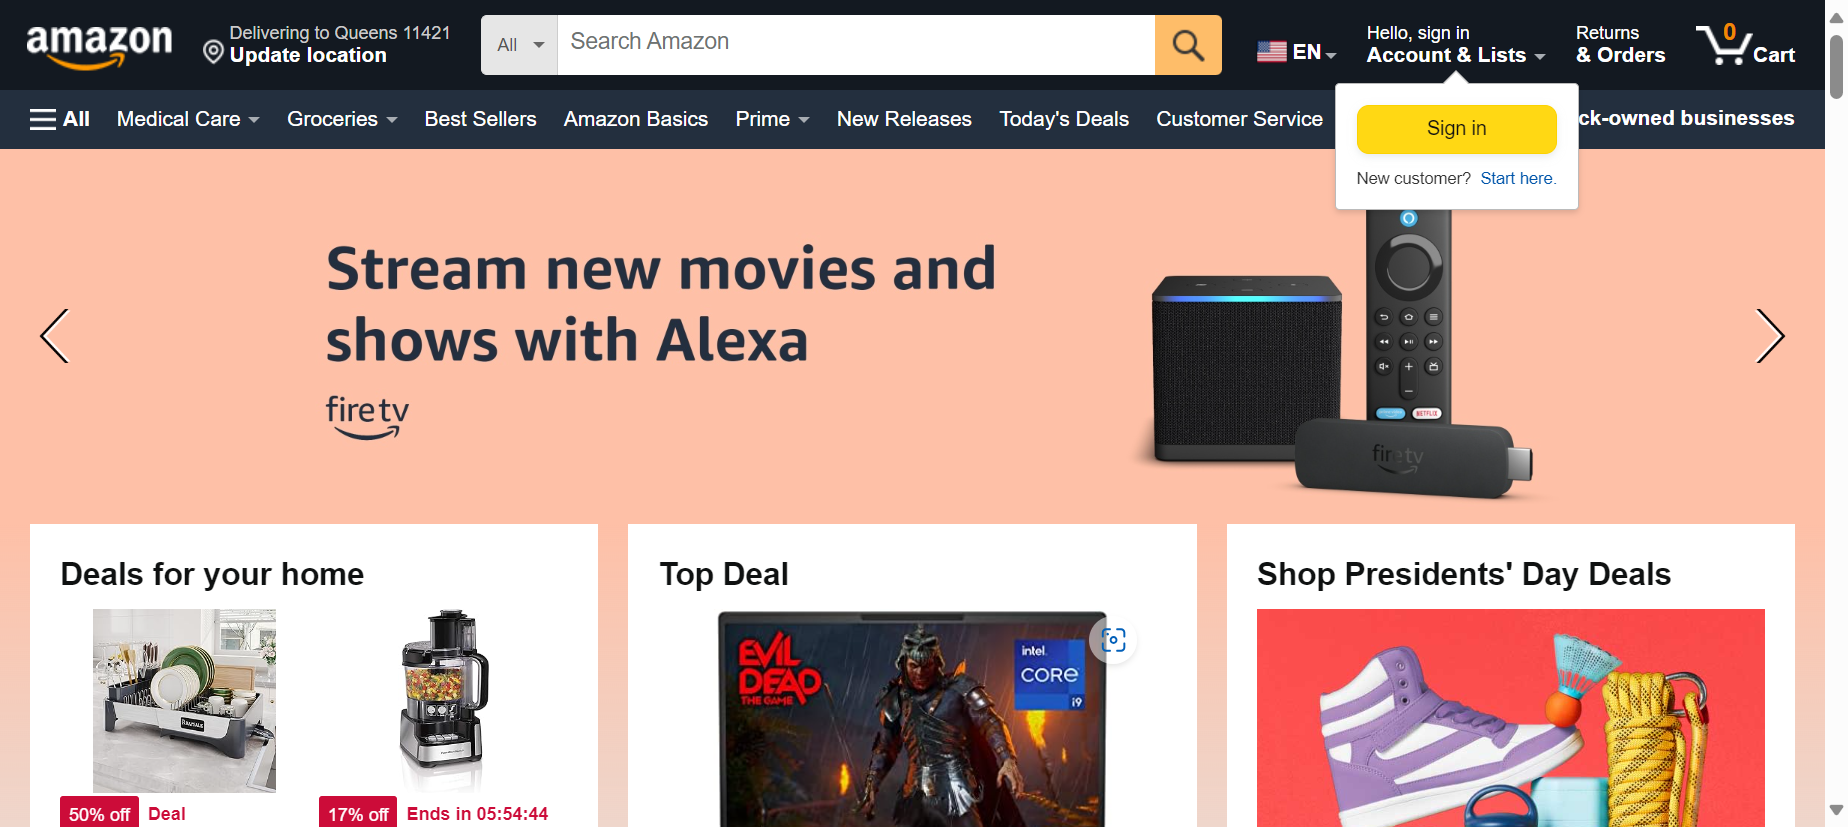 amazon
Delivering to Queens 11421
Update location
All
Search Amazon
EN
Hello, sign in
Account & Lists
Returns
& Orders
0
Cart
All
Medical Care
Groceries
Best Sellers
Amazon Basics
Prime
New Releases
Today's Deals
Customer Service
ck-owned businesses
Sign in
New customer? Start here.
Stream new movies and
shows with Alexa
fire tv
NETFLIX
fire tv
Deals for your home
50% off Deal
17% off Ends in 05:54:44
Top Deal
EVIL
DEAD
THE GAME
intel.
CORE
i9
Shop Presidents' Day Deals